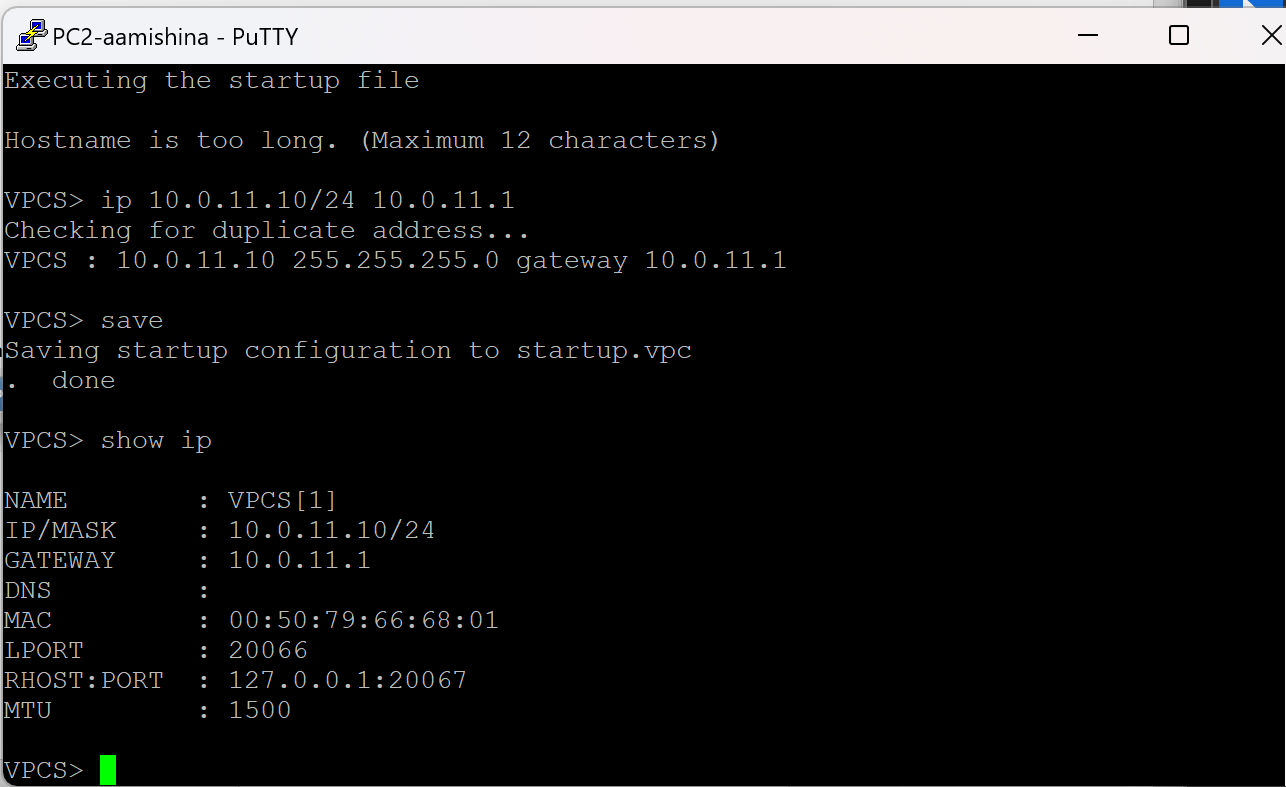 PC2-aamishina - PuTTY
Executing the startup file
Hostname is too long. (Maximum 12 characters)
VPCS> ip 10.0.11.10/24 10.0.11.1
Checking for duplicate address...
VPCS : 10.0.11.10 255.255.255.0 gateway 10.0.11.1
VPCS> save
Saving startup configuration to startup.vpc
.  done
VPCS> show ip
NAME        : VPCS[1]
IP/MASK     : 10.0.11.10/24
GATEWAY     : 10.0.11.1
DNS         :
MAC         : 00:50:79:66:68:01
LPORT       : 20066
RHOST:PORT  : 127.0.0.1:20067
MTU         : 1500
VPCS>